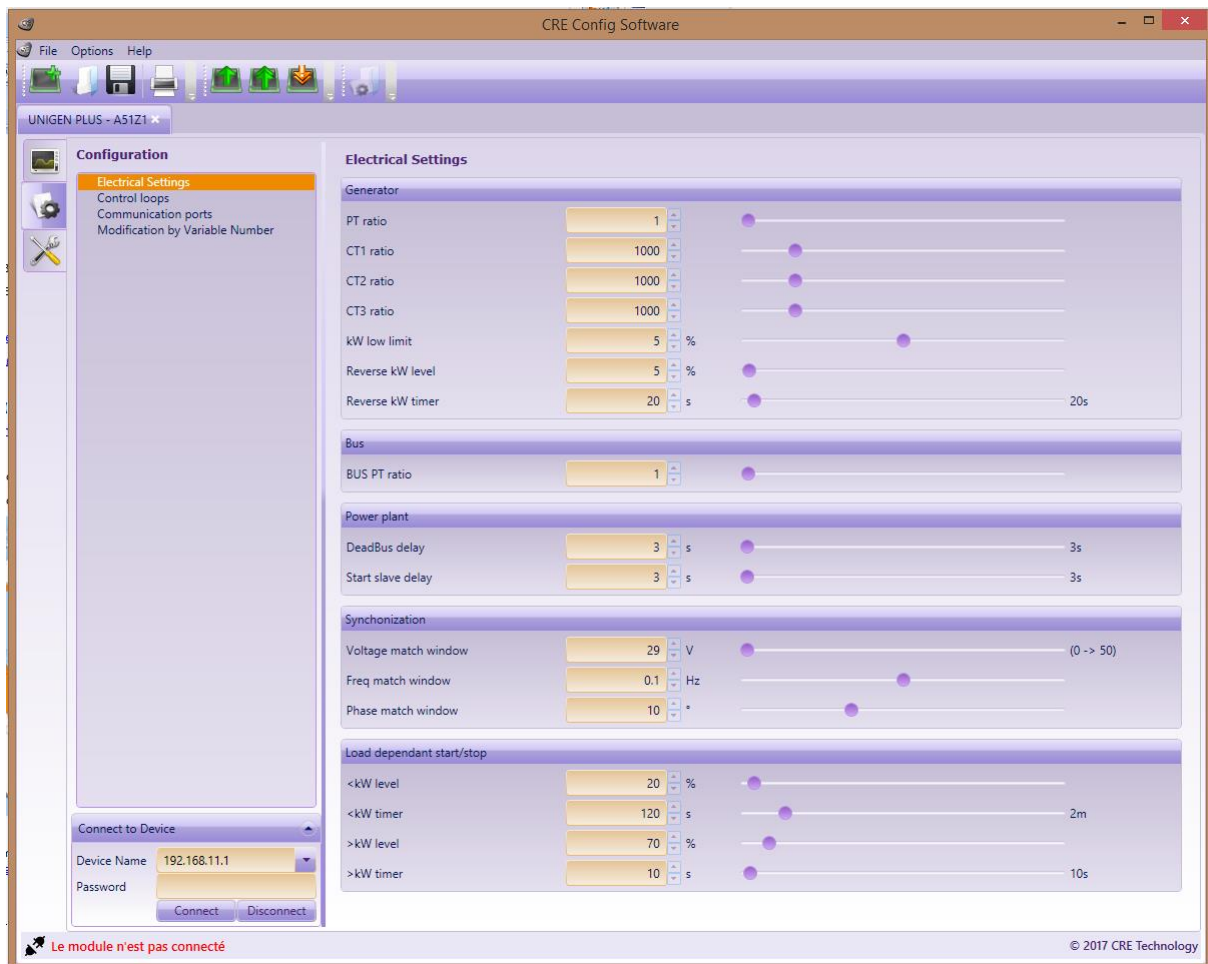 CRE Config Software
File Options Help
UNIGEN PLUS - A51Z1
Configuration
Electrical Settings
Control loops
Communication ports
Modification by Variable Number
Electrical Settings
Generator
PT ratio 1
CT1 ratio 1000
CT2 ratio 1000
CT3 ratio 1000
kW low limit 5 %
Reverse kW level 5 %
Reverse kW timer 20 s 20s
Bus
BUS PT ratio 1
Power plant
DeadBus delay 3 s 3s
Start slave delay 3 s 3s
Synchonization
Voltage match window 29 V (0 -> 50)
Freq match window 0.1 Hz
Phase match window 10 °
Load dependant start/stop
<kW level 20 %
<kW timer 120 s 2m
>kW level 70 %
>kW timer 10 s 10s
Connect to Device
Device Name 192.168.11.1
Password
Connect Disconnect
Le module n'est pas connecté
© 2017 CRE Technology